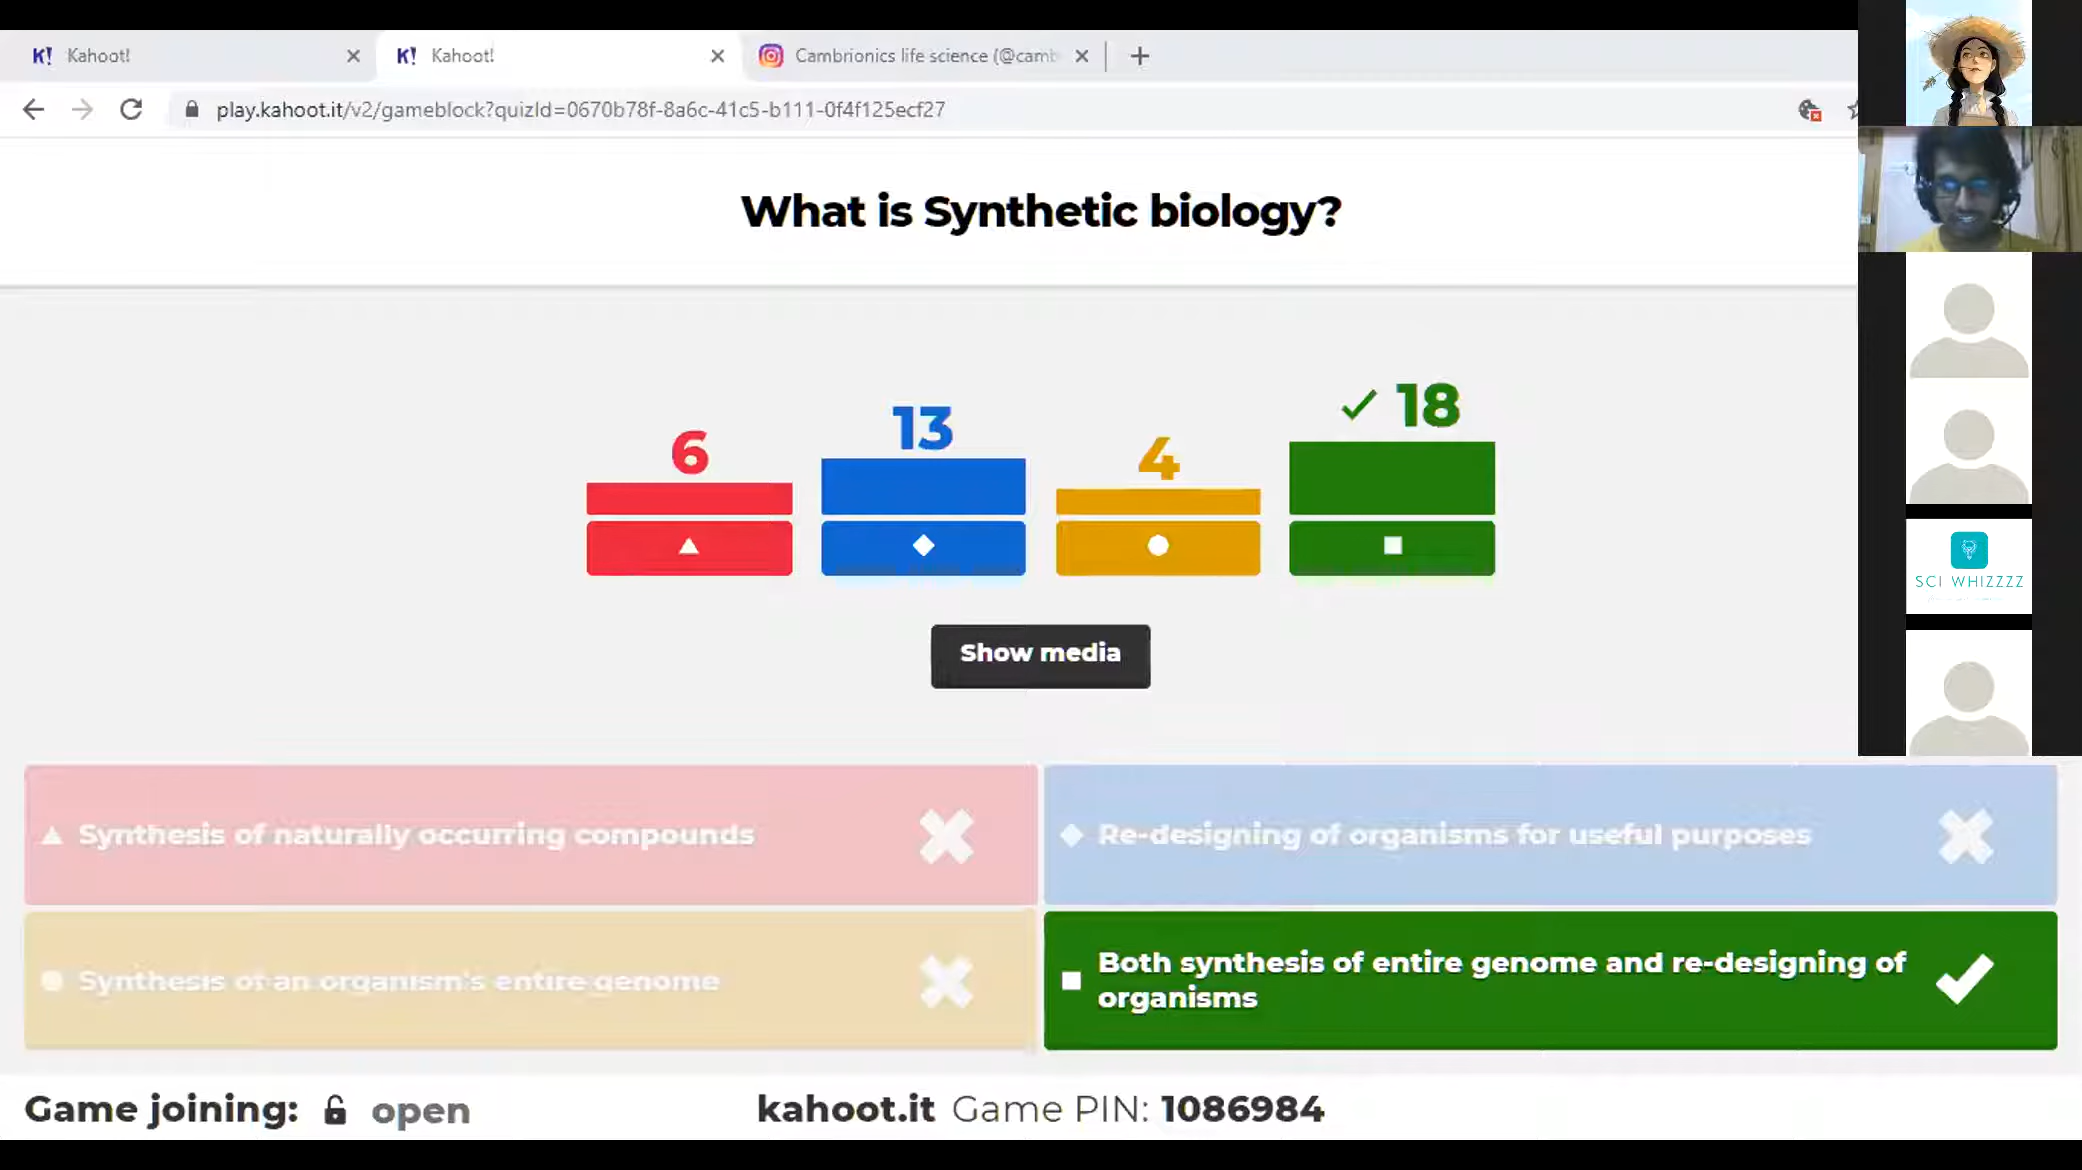 K! Kahoot!
K! Kahoot!
Cambrionics life science (@camb
play.kahoot.it/v2/gameblock?quizId=0670b78f-8a6c-41c5-b111-0f4f125ecf27
What is Synthetic biology?
6
13
4
18
Show media
SCI WHIZZZZ
Synthesis of naturally occurring compounds
Re-designing of organisms for useful purposes
Synthesis of an organism's entire genome
Both synthesis of entire genome and re-designing of
organisms
Game joining: open
kahoot.it Game PIN: 1086984